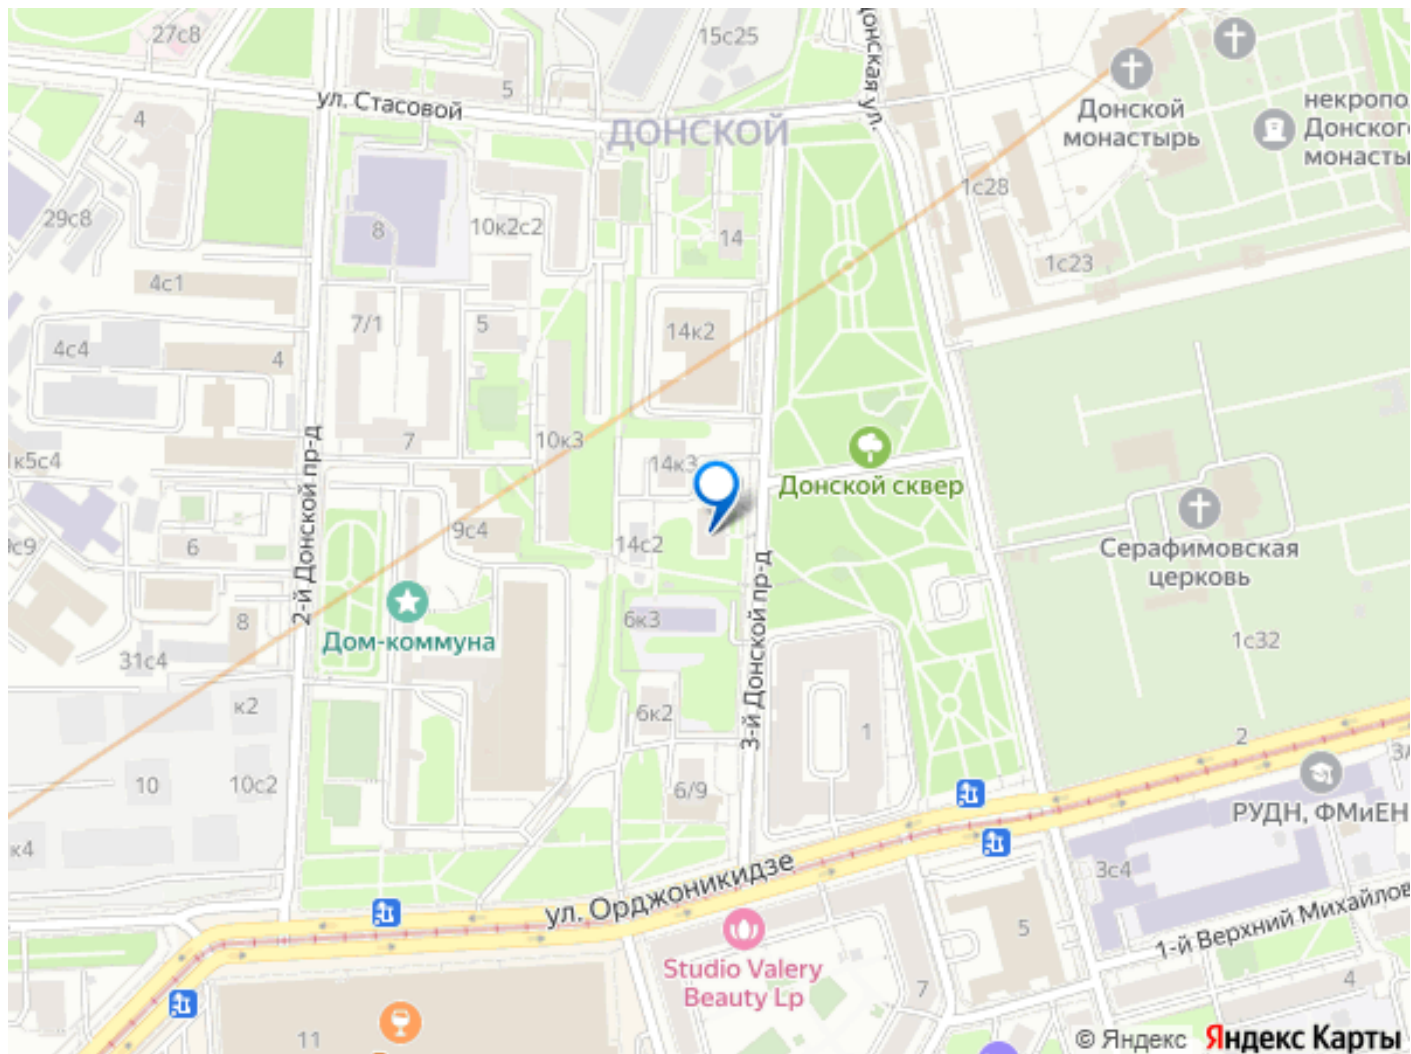 27с8
15с25
Донская ул.
5
ул. Стасовой
4
ДОНСКОЙ
Донской
монастырь
некропо
Донског
монасты
29с8
8
10к2с2
14
1с28
1с23
4с1
7/1
5
14к2
4с4
4
7
10к3
14к3
Донской сквер
1к5с4
2-й Донской пр-д
9с4
14с2
Серафимовская
церковь
6
3-й Донской пр-д
8
Дом-коммуна
6к3
31с4
1с32
к2
6к2
1
2
10
10с2
6/9
РУДН, ФМиЕН
к4
3с4
ул. Орджоникидзе
5
1-й Верхний Михайлов
Studio Valery
Beauty Lp
7
4
11
© Яндекс Яндекс Карты